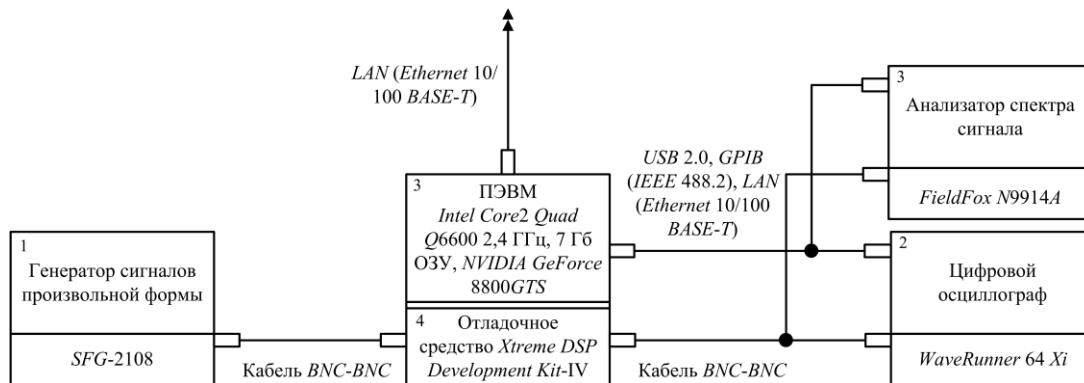 LAN (Ethernet 10/
100 BASE-T)
3
Анализатор спектра
сигнала
FieldFox N9914A
USB 2.0, GPIB
(IEEE 488.2), LAN
(Ethernet 10/100
BASE-T)
3
ПЭВМ
Intel Core2 Quad
Q6600 2,4 ГГц, 7 Гб
ОЗУ, NVIDIA GeForce
8800GTS
1
Генератор сигналов
произвольной формы
SFG-2108
2
Цифровой
осциллограф
WaveRunner 64 Xi
4
Отладочное
средство Xtreme DSP
Development Kit-IV
Кабель BNC-BNC
Кабель BNC-BNC